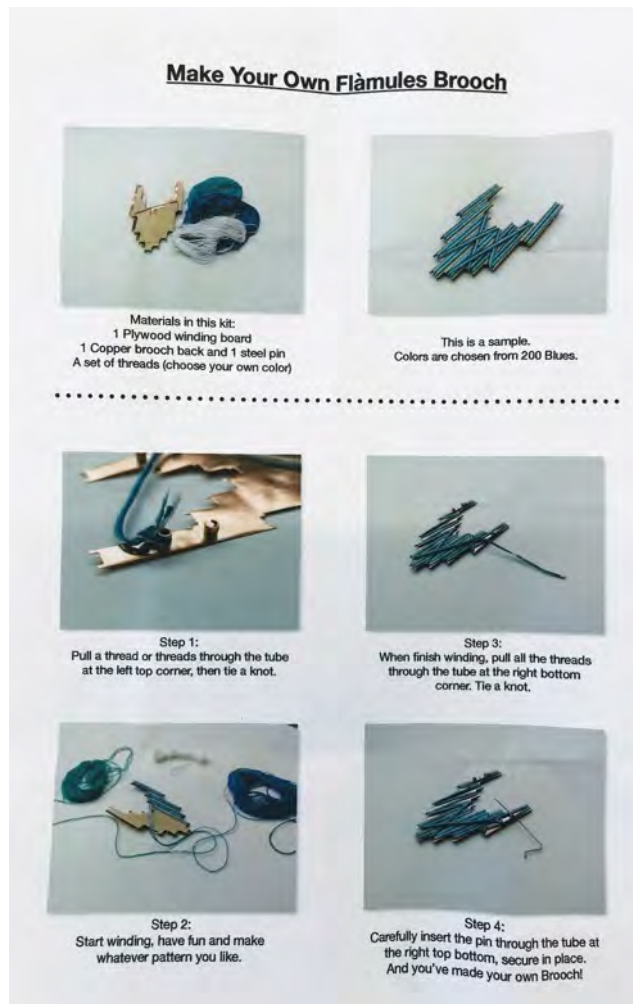 Make Your Own Flàmules Brooch
Materials in this kit:
1 Plywood winding board
1 Copper brooch back and 1 steel pin
A set of threads (choose your own color)
This is a sample.
Colors are chosen from 200 Blues.
Step 1:
Pull a thread or threads through the tube
at the left top corner, then tie a knot.
Step 3:
When finish winding, pull all the threads
through the tube at the right bottom
corner. Tie a knot.
Step 2:
Start winding, have fun and make
whatever pattern you like.
Step 4:
Carefully insert the pin through the tube at
the right top bottom, secure in place.
And you've made your own Brooch!